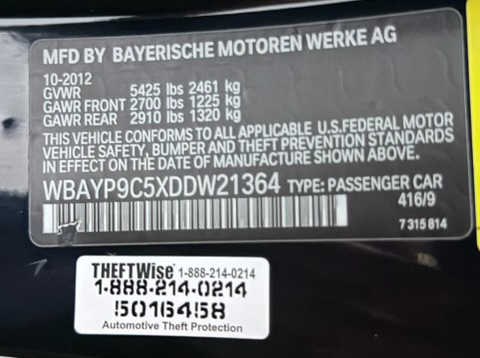 MFD BY BAYERISCHE MOTOREN WERKE AG
10-2012
GVWR 5425 lbs 2461 kg
GAWR FRONT 2700 lbs 1225 kg
GAWR REAR 2910 lbs 1320 kg
THIS VEHICLE CONFORMS TO ALL APPLICABLE U.S.FEDERAL MOTOR
VEHICLE SAFETY, BUMPER AND THEFT PREVENTION STANDARDS
IN EFFECT ON THE DATE OF MANUFACTURE SHOWN ABOVE.
WBAYP9C5XDDW21364 TYPE: PASSENGER CAR
416/9
7315814
THEFTWise 1-888-214-0214
1-888-214-0214
5016458
Automotive Theft Protection